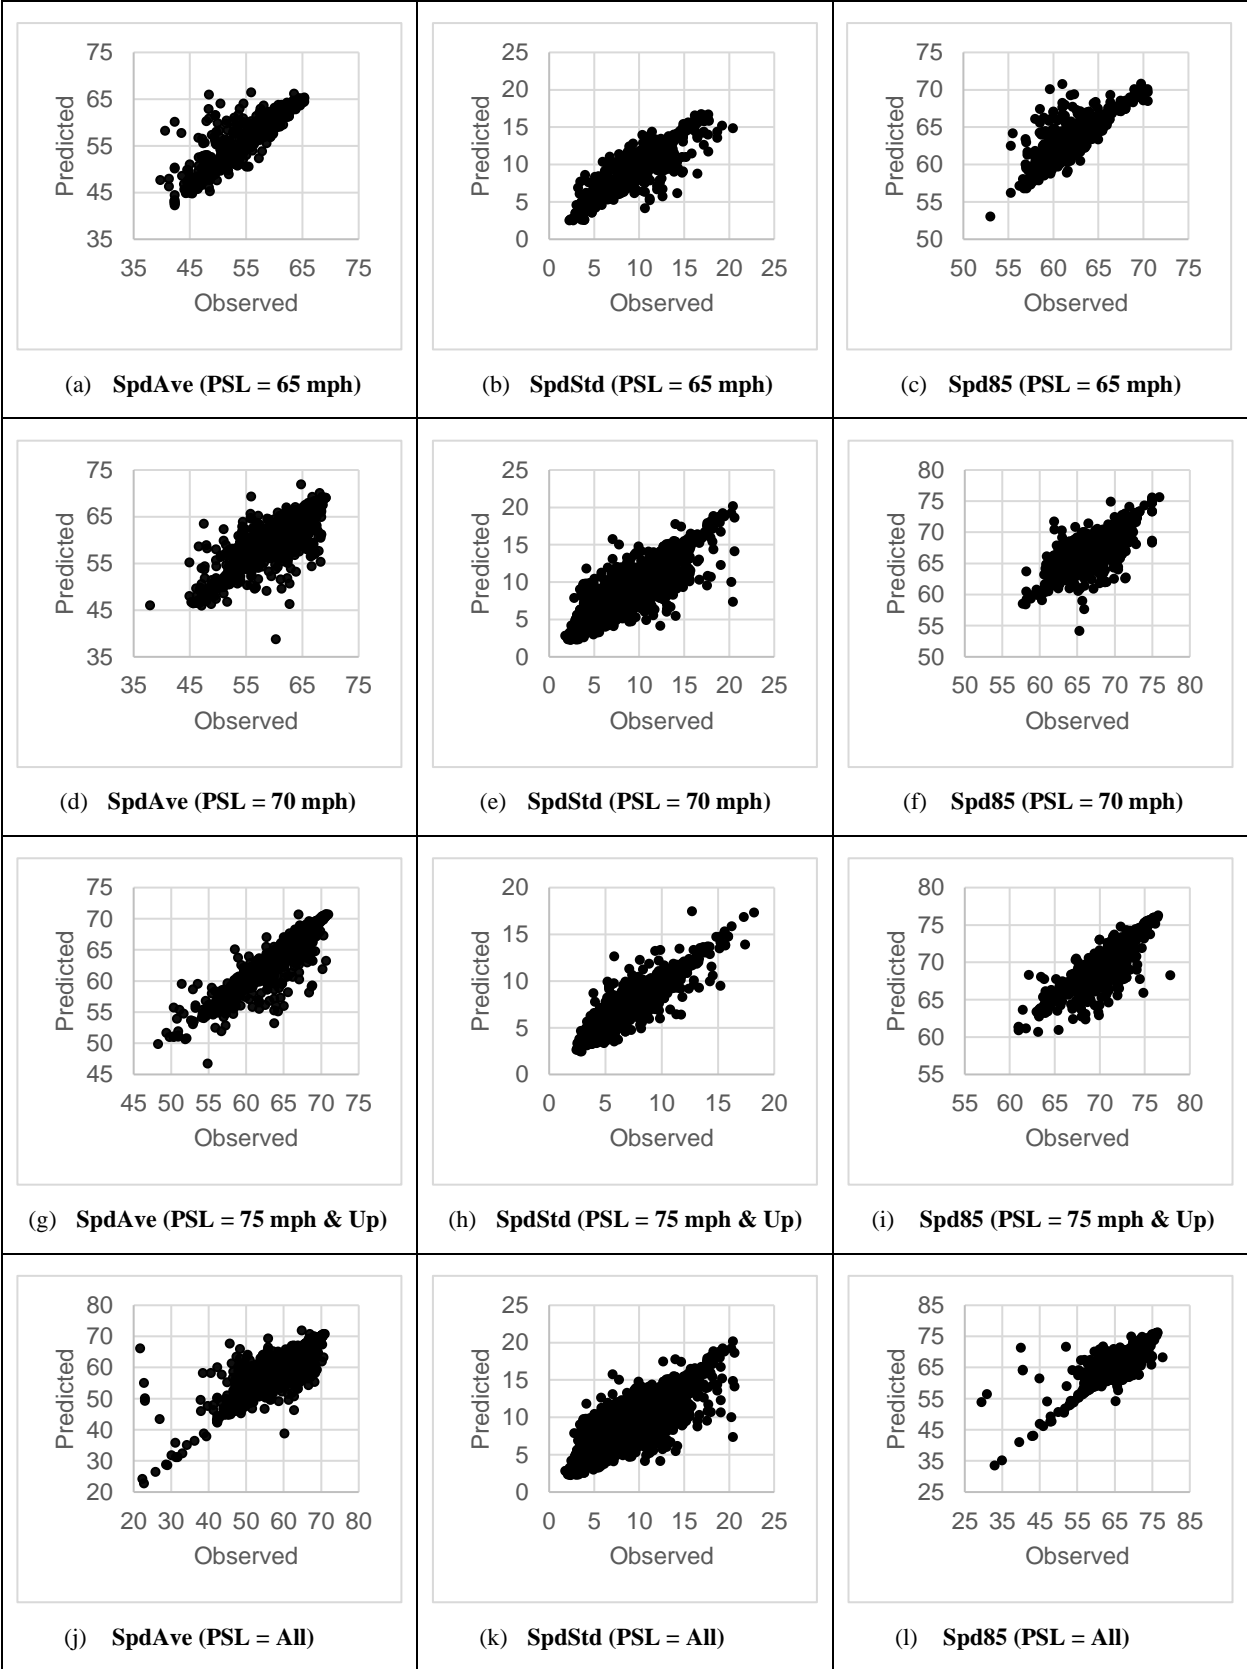 75
65
55
45
35
35 45 55 65 75
Predicted
Observed
(a) SpdAve (PSL = 65 mph)
25
20
15
10
5
0
0 5 10 15 20 25
Predicted
Observed
(b) SpdStd (PSL = 65 mph)
75
70
65
60
55
50
50 55 60 65 70 75
Predicted
Observed
(c) Spd85 (PSL = 65 mph)
75
65
55
45
35
35 45 55 65 75
Predicted
Observed
(d) SpdAve (PSL = 70 mph)
25
20
15
10
5
0
0 5 10 15 20 25
Predicted
Observed
(e) SpdStd (PSL = 70 mph)
80
75
70
65
60
55
50
50 55 60 65 70 75 80
Predicted
Observed
(f) Spd85 (PSL = 70 mph)
75
70
65
60
55
50
45
45 50 55 60 65 70 75
Predicted
Observed
(g) SpdAve (PSL = 75 mph & Up)
20
15
10
5
0
0 5 10 15 20
Predicted
Observed
(h) SpdStd (PSL = 75 mph & Up)
80
75
70
65
60
55
55 60 65 70 75 80
Predicted
Observed
(i) Spd85 (PSL = 75 mph & Up)
80
70
60
50
40
30
20
20 30 40 50 60 70 80
Predicted
Observed
(j) SpdAve (PSL = All)
25
20
15
10
5
0
0 5 10 15 20 25
Predicted
Observed
(k) SpdStd (PSL = All)
85
75
65
55
45
35
25
25 35 45 55 65 75 85
Predicted
Observed
(l) Spd85 (PSL = All)